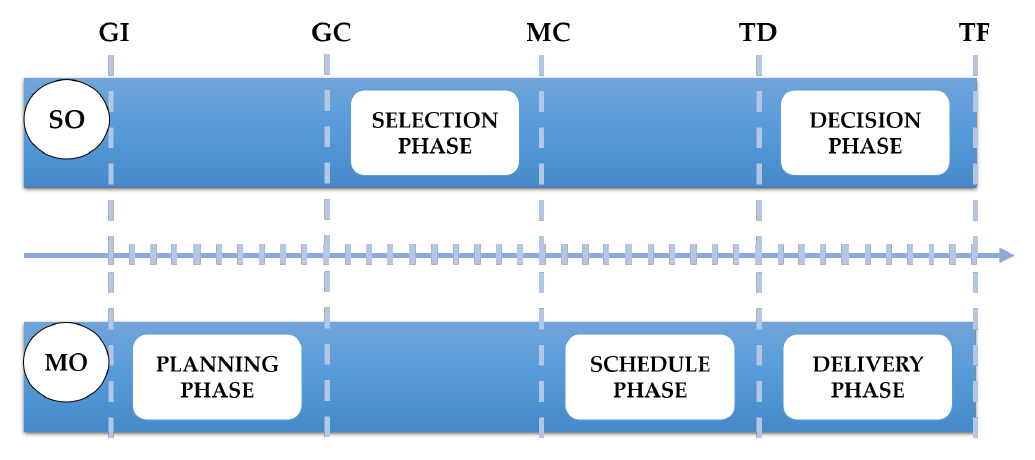 GI GC MC TD TF
SO
SELECTION
PHASE
DECISION
PHASE
MO
PLANNING
PHASE
SCHEDULE
PHASE
DELIVERY
PHASE